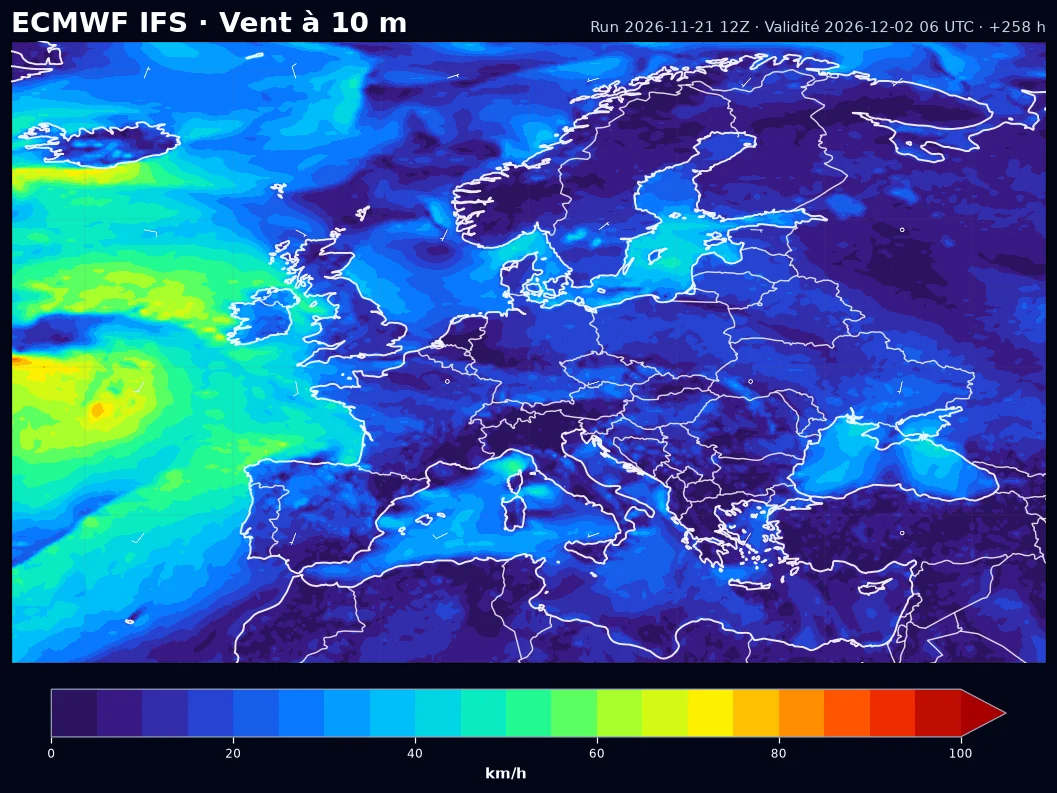 ECMWF IFS · Vent à 10 m
Run 2026-11-21 12Z · Validité 2026-12-02 06 UTC · +258 h
0 20 40 60 80 100
km/h